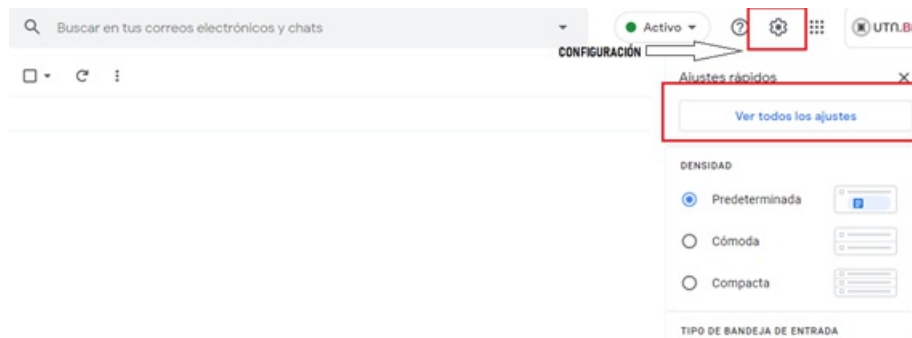 Buscar en tus correos electrónicos y chats
Activo
UTN.B
CONFIGURACIÓN
Ajustes rápidos
Ver todos los ajustes
DENSIDAD
Predeterminada
Cómoda
Compacta
TIPO DE BANDEJA DE ENTRADA